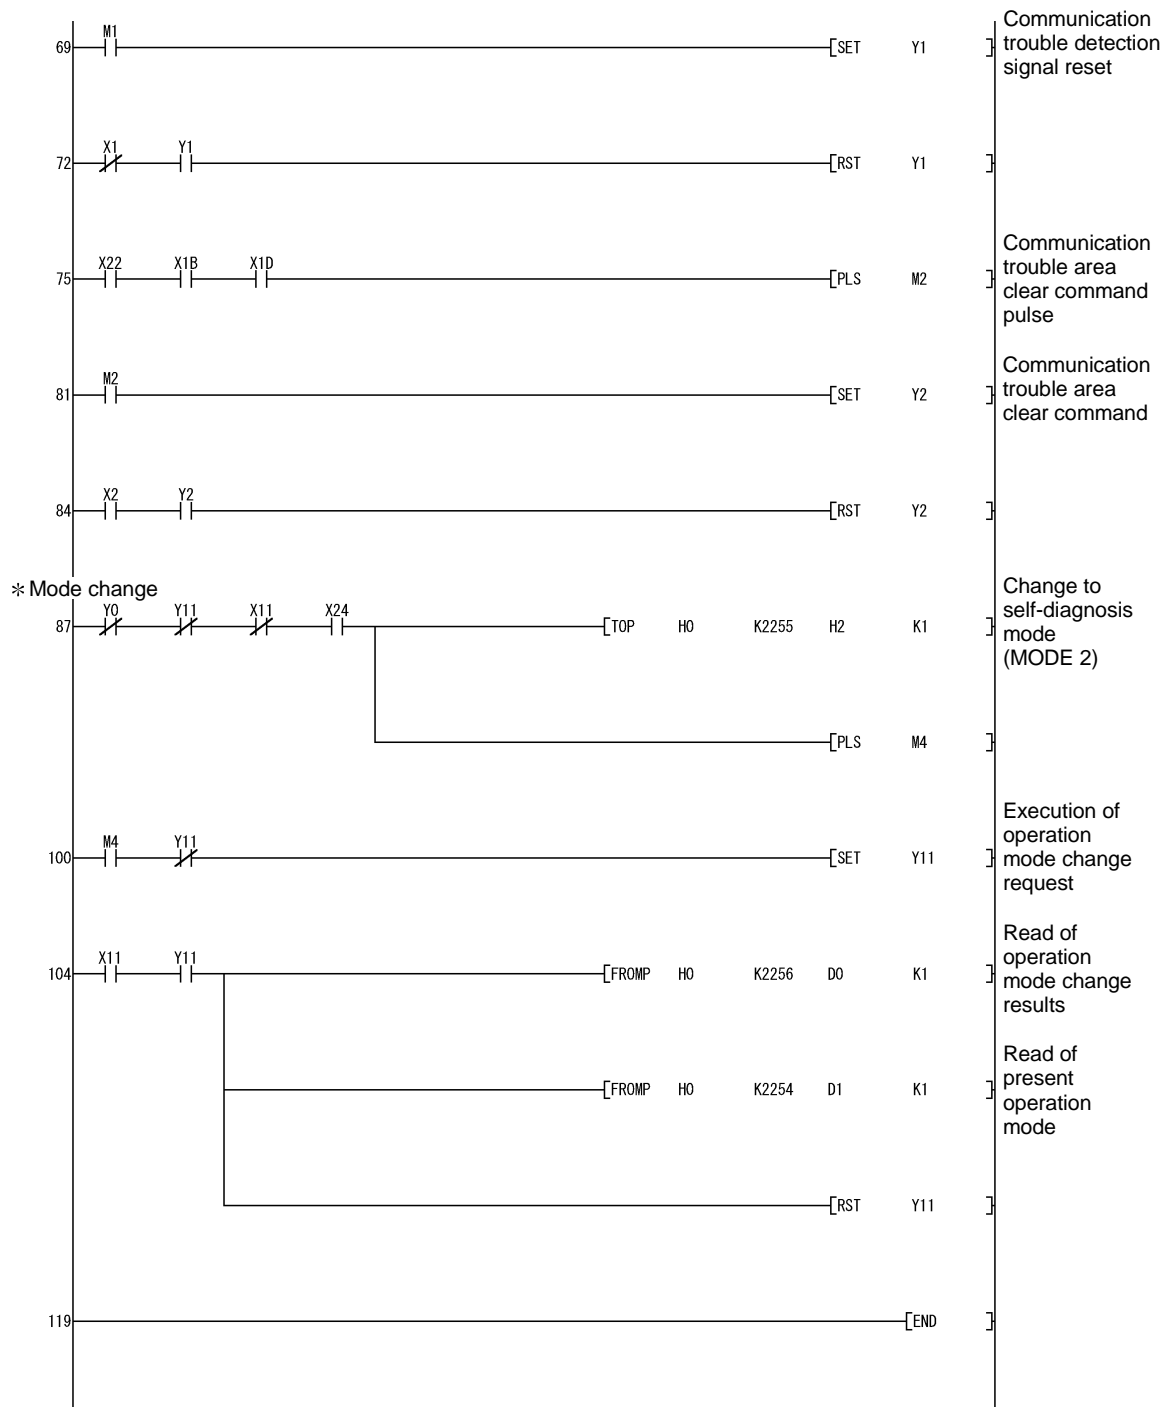 M1
69 [SET Y1 ]
Communication
trouble detection
signal reset
X1 Y1
72 [RST Y1 ]
X22 X1B X1D
75 [PLS M2 ]
Communication
trouble area
clear command
pulse
M2
81 [SET Y2 ]
Communication
trouble area
clear command
X2 Y2
84 [RST Y2 ]
* Mode change
Y0 Y11 X11 X24
87 [TOP H0 K2255 H2 K1 ]
Change to
self-diagnosis
mode
(MODE 2)
[PLS M4 ]
M4 Y11
100 [SET Y11 ]
Execution of
operation
mode change
request
X11 Y11
104 [FROMP H0 K2256 D0 K1 ]
Read of
operation
mode change
results
[FROMP H0 K2254 D1 K1 ]
Read of
present
operation
mode
[RST Y11 ]
119 [END ]